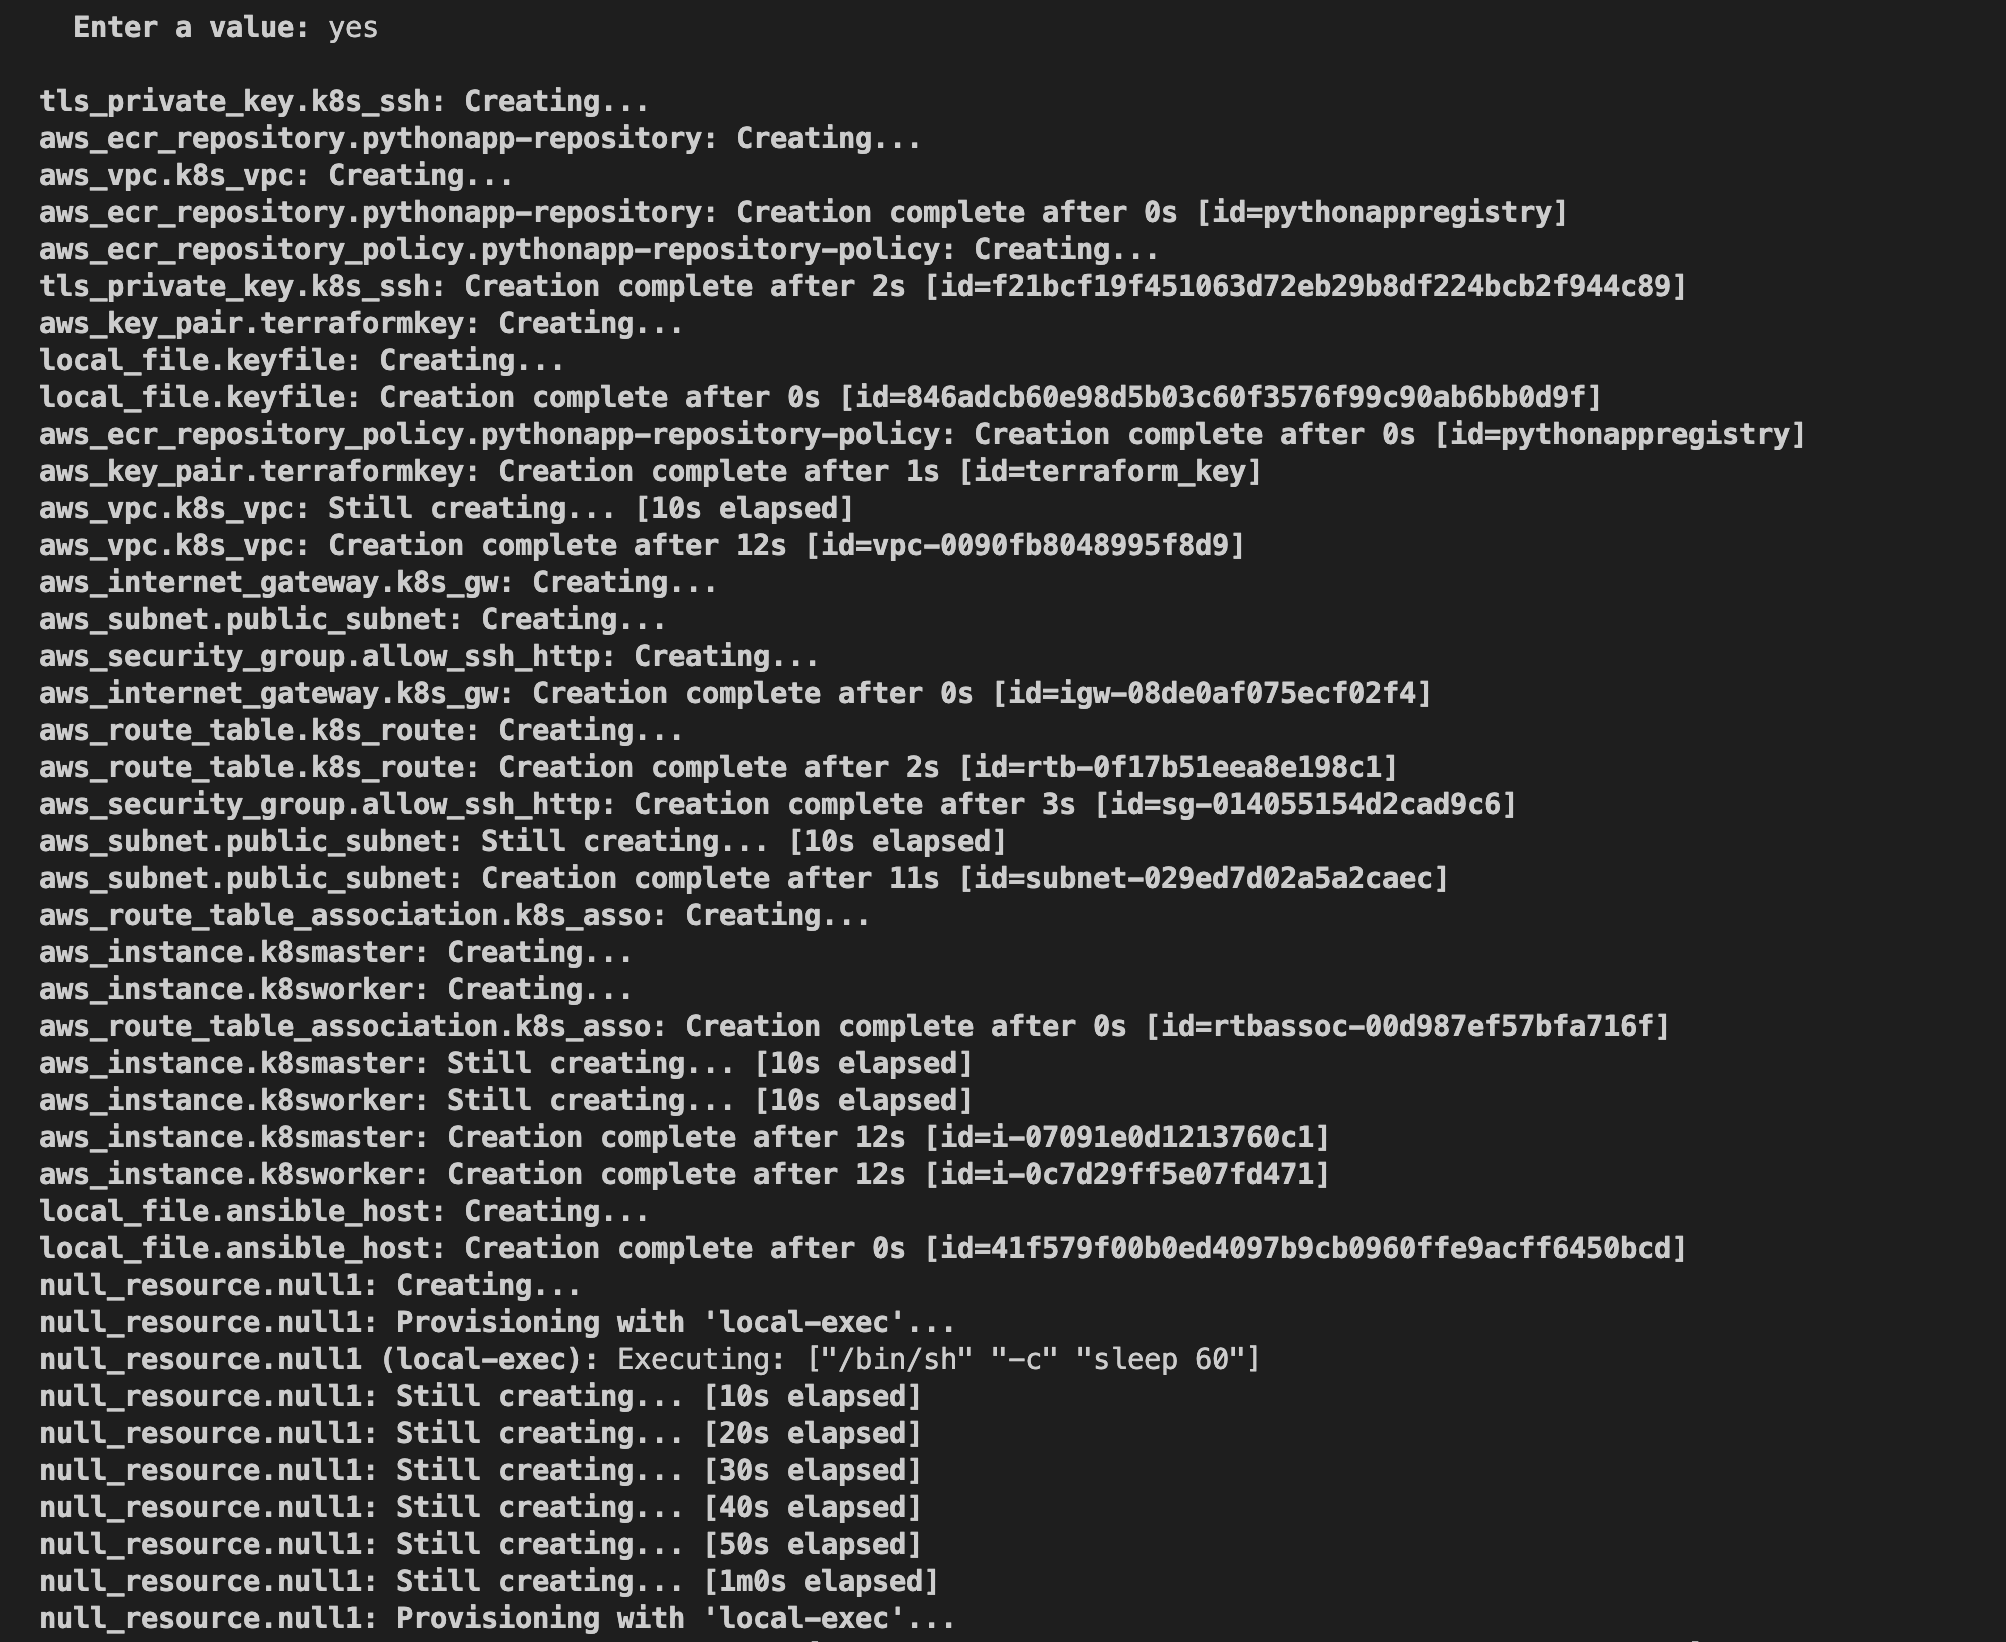 Enter a value: yes
tls_private_key.k8s_ssh: Creating...
aws_ecr_repository.pythonapp-repository: Creating...
aws_vpc.k8s_vpc: Creating...
aws_ecr_repository.pythonapp-repository: Creation complete after 0s [id=pythonappregistry]
aws_ecr_repository_policy.pythonapp-repository-policy: Creating...
tls_private_key.k8s_ssh: Creation complete after 2s [id=f21bcf19f451063d72eb29b8df224bcb2f944c89]
aws_key_pair.terraformkey: Creating...
local_file.keyfile: Creating...
local_file.keyfile: Creation complete after 0s [id=846adcb60e98d5b03c60f3576f99c90ab6bb0d9f]
aws_ecr_repository_policy.pythonapp-repository-policy: Creation complete after 0s [id=pythonappregistry]
aws_key_pair.terraformkey: Creation complete after 1s [id=terraform_key]
aws_vpc.k8s_vpc: Still creating... [10s elapsed]
aws_vpc.k8s_vpc: Creation complete after 12s [id=vpc-0090fb8048995f8d9]
aws_internet_gateway.k8s_gw: Creating...
aws_subnet.public_subnet: Creating...
aws_security_group.allow_ssh_http: Creating...
aws_internet_gateway.k8s_gw: Creation complete after 0s [id=igw-08de0af075ecf02f4]
aws_route_table.k8s_route: Creating...
aws_route_table.k8s_route: Creation complete after 2s [id=rtb-0f17b51eea8e198c1]
aws_security_group.allow_ssh_http: Creation complete after 3s [id=sg-014055154d2cad9c6]
aws_subnet.public_subnet: Still creating... [10s elapsed]
aws_subnet.public_subnet: Creation complete after 11s [id=subnet-029ed7d02a5a2caec]
aws_route_table_association.k8s_asso: Creating...
aws_instance.k8smaster: Creating...
aws_instance.k8sworker: Creating...
aws_route_table_association.k8s_asso: Creation complete after 0s [id=rtbassoc-00d987ef57bfa716f]
aws_instance.k8smaster: Still creating... [10s elapsed]
aws_instance.k8sworker: Still creating... [10s elapsed]
aws_instance.k8smaster: Creation complete after 12s [id=i-07091e0d1213760c1]
aws_instance.k8sworker: Creation complete after 12s [id=i-0c7d29ff5e07fd471]
local_file.ansible_host: Creating...
local_file.ansible_host: Creation complete after 0s [id=41f579f00b0ed4097b9cb0960ffe9acff6450bcd]
null_resource.null1: Creating...
null_resource.null1: Provisioning with 'local-exec'...
null_resource.null1 (local-exec): Executing: ["/bin/sh" "-c" "sleep 60"]
null_resource.null1: Still creating... [10s elapsed]
null_resource.null1: Still creating... [20s elapsed]
null_resource.null1: Still creating... [30s elapsed]
null_resource.null1: Still creating... [40s elapsed]
null_resource.null1: Still creating... [50s elapsed]
null_resource.null1: Still creating... [1m0s elapsed]
null_resource.null1: Provisioning with 'local-exec'...